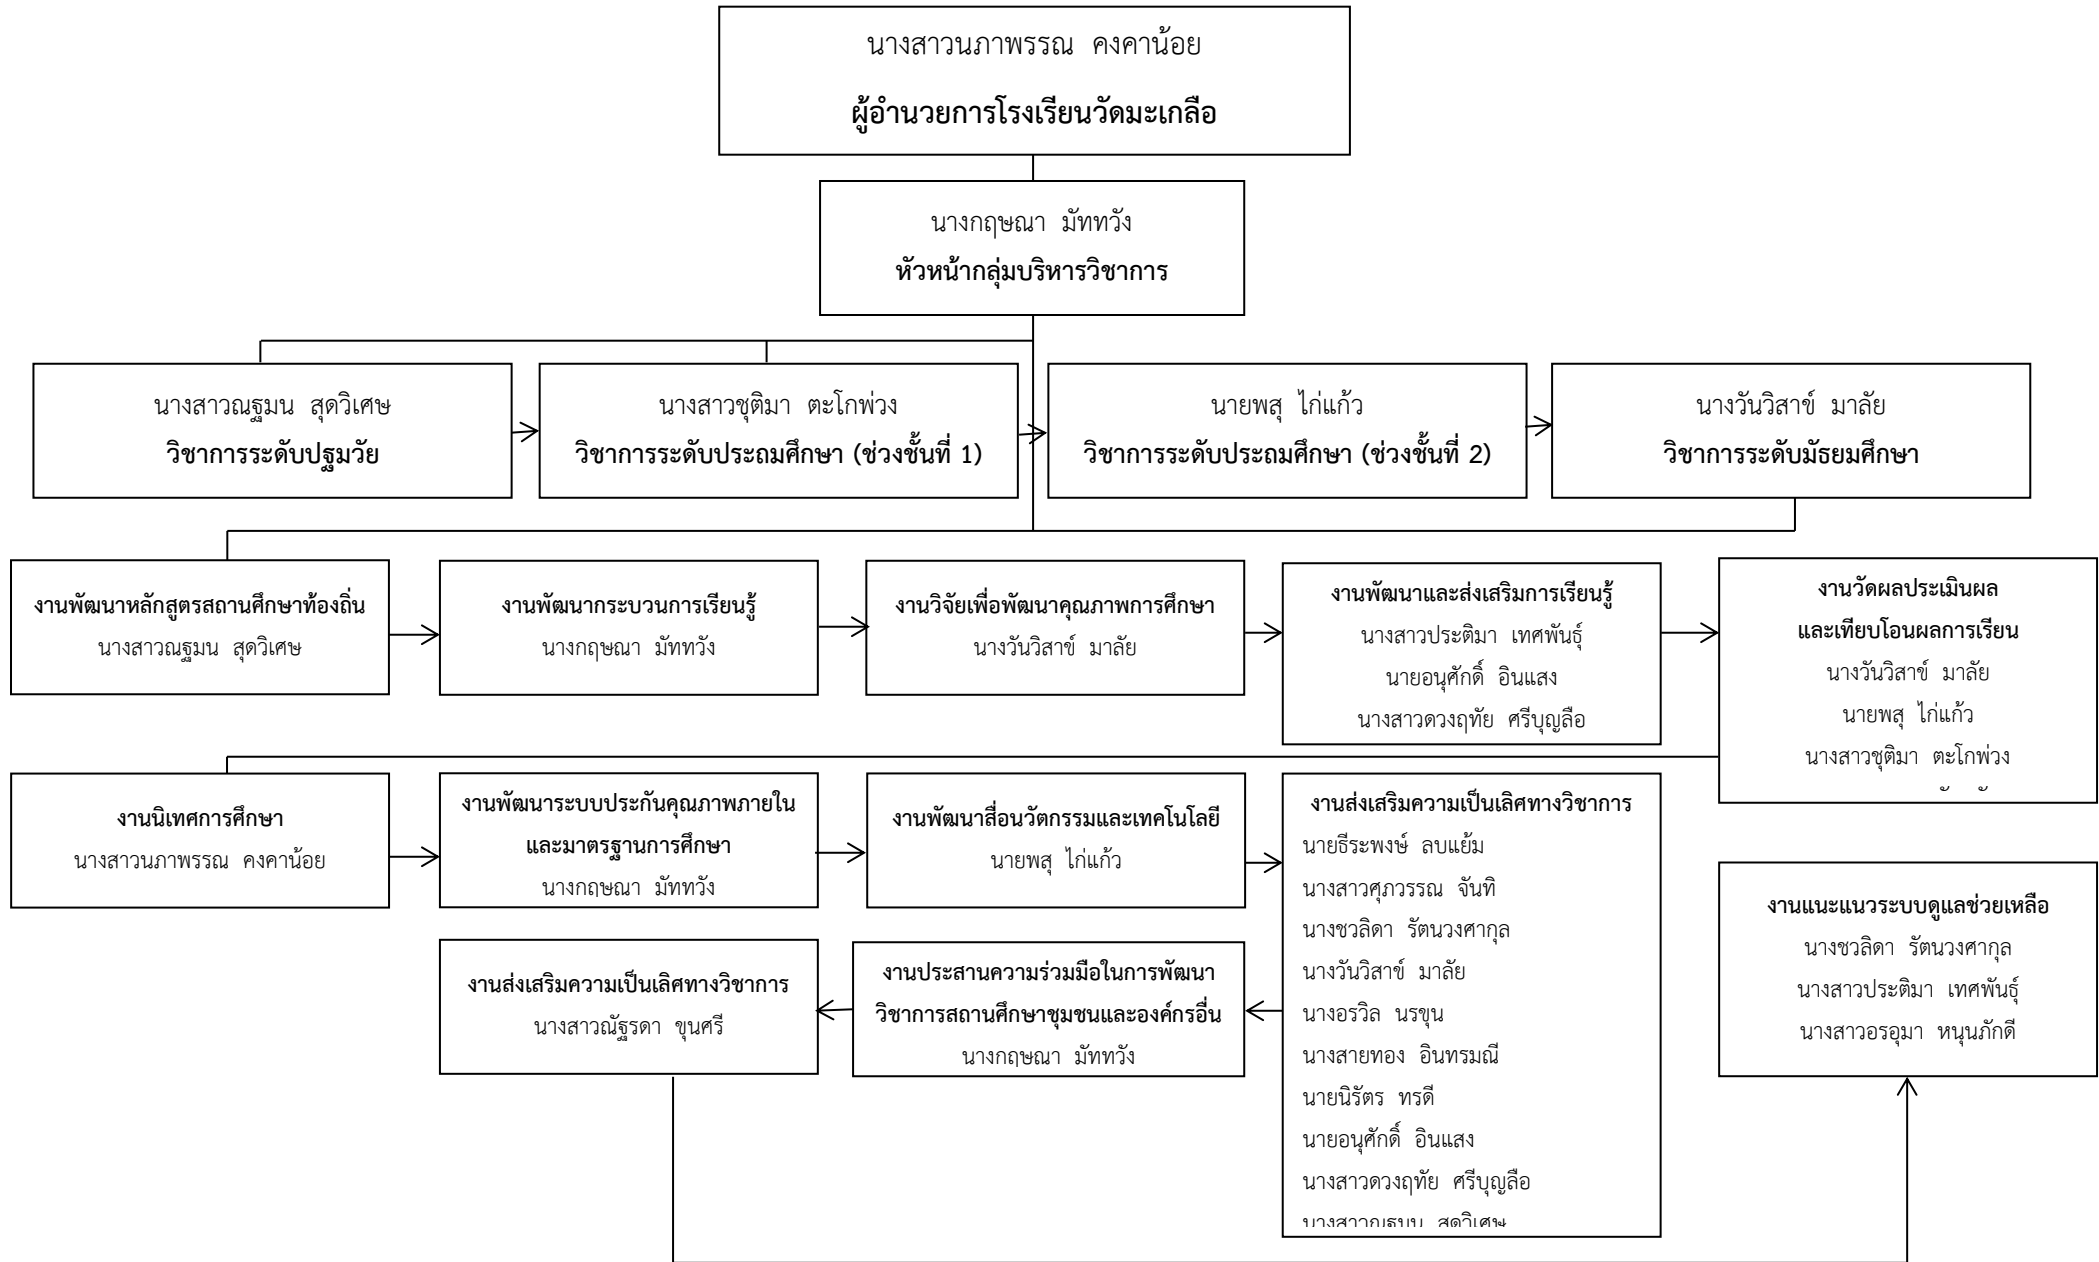 นางสาวนภาพรรณ คงคาน้อย
ผู้อำนวยการโรงเรียนวัดมะเกลือ
นางกฤษณา มัททวัง
หัวหน้ากลุ่มบริหารวิชาการ
นางสาวณฐมน สุดวิเศษ
วิชาการระดับปฐมวัย
นางสาวชุติมา ตะโกพ่วง
วิชาการระดับประถมศึกษา (ช่วงชั้นที่ 1)
นายพสุ ไก่แก้ว
วิชาการระดับประถมศึกษา (ช่วงชั้นที่ 2)
นางวันวิสาข์ มาลัย
วิชาการระดับมัธยมศึกษา
งานพัฒนาหลักสูตรสถานศึกษาท้องถิ่น
นางสาวณฐมน สุดวิเศษ
งานพัฒนากระบวนการเรียนรู้
นางกฤษณา มัททวัง
งานวิจัยเพื่อพัฒนาคุณภาพการศึกษา
นางวันวิสาข์ มาลัย
งานพัฒนาและส่งเสริมการเรียนรู้
นางสาวประติมา เทศพันธุ์
นายอนุศักดิ์ อินแสง
นางสาวดวงฤทัย ศรีบุญลือ
งานวัดผลประเมินผล
และเทียบโอนผลการเรียน
นางวันวิสาข์ มาลัย
นายพสุ ไก่แก้ว
นางสาวชุติมา ตะโกพ่วง
งานนิเทศการศึกษา
นางสาวนภาพรรณ คงคาน้อย
งานพัฒนาระบบประกันคุณภาพภายใน
และมาตรฐานการศึกษา
นางกฤษณา มัททวัง
งานพัฒนาสื่อนวัตกรรมและเทคโนโลยี
นายพสุ ไก่แก้ว
งานส่งเสริมความเป็นเลิศทางวิชาการ
นายธีระพงษ์ ลบแย้ม
นางสาวศุภวรรณ จันทิ
นางชวลิดา รัตนวงศากุล
นางวันวิสาข์ มาลัย
นางอรวิล นรขุน
นางสายทอง อินทรมณี
นายนิรัตร ทรดี
นายอนุศักดิ์ อินแสง
นางสาวดวงฤทัย ศรีบุญลือ
นางสาวณฐมน สุดวิเศษ
งานประสานความร่วมมือในการพัฒนา
วิชาการสถานศึกษาชุมชนและองค์กรอื่น
นางกฤษณา มัททวัง
งานส่งเสริมความเป็นเลิศทางวิชาการ
นางสาวณัฐรดา ขุนศรี
งานแนะแนวระบบดูแลช่วยเหลือ
นางชวลิดา รัตนวงศากุล
นางสาวประติมา เทศพันธุ์
นางสาวอรอุมา หนุนภักดี